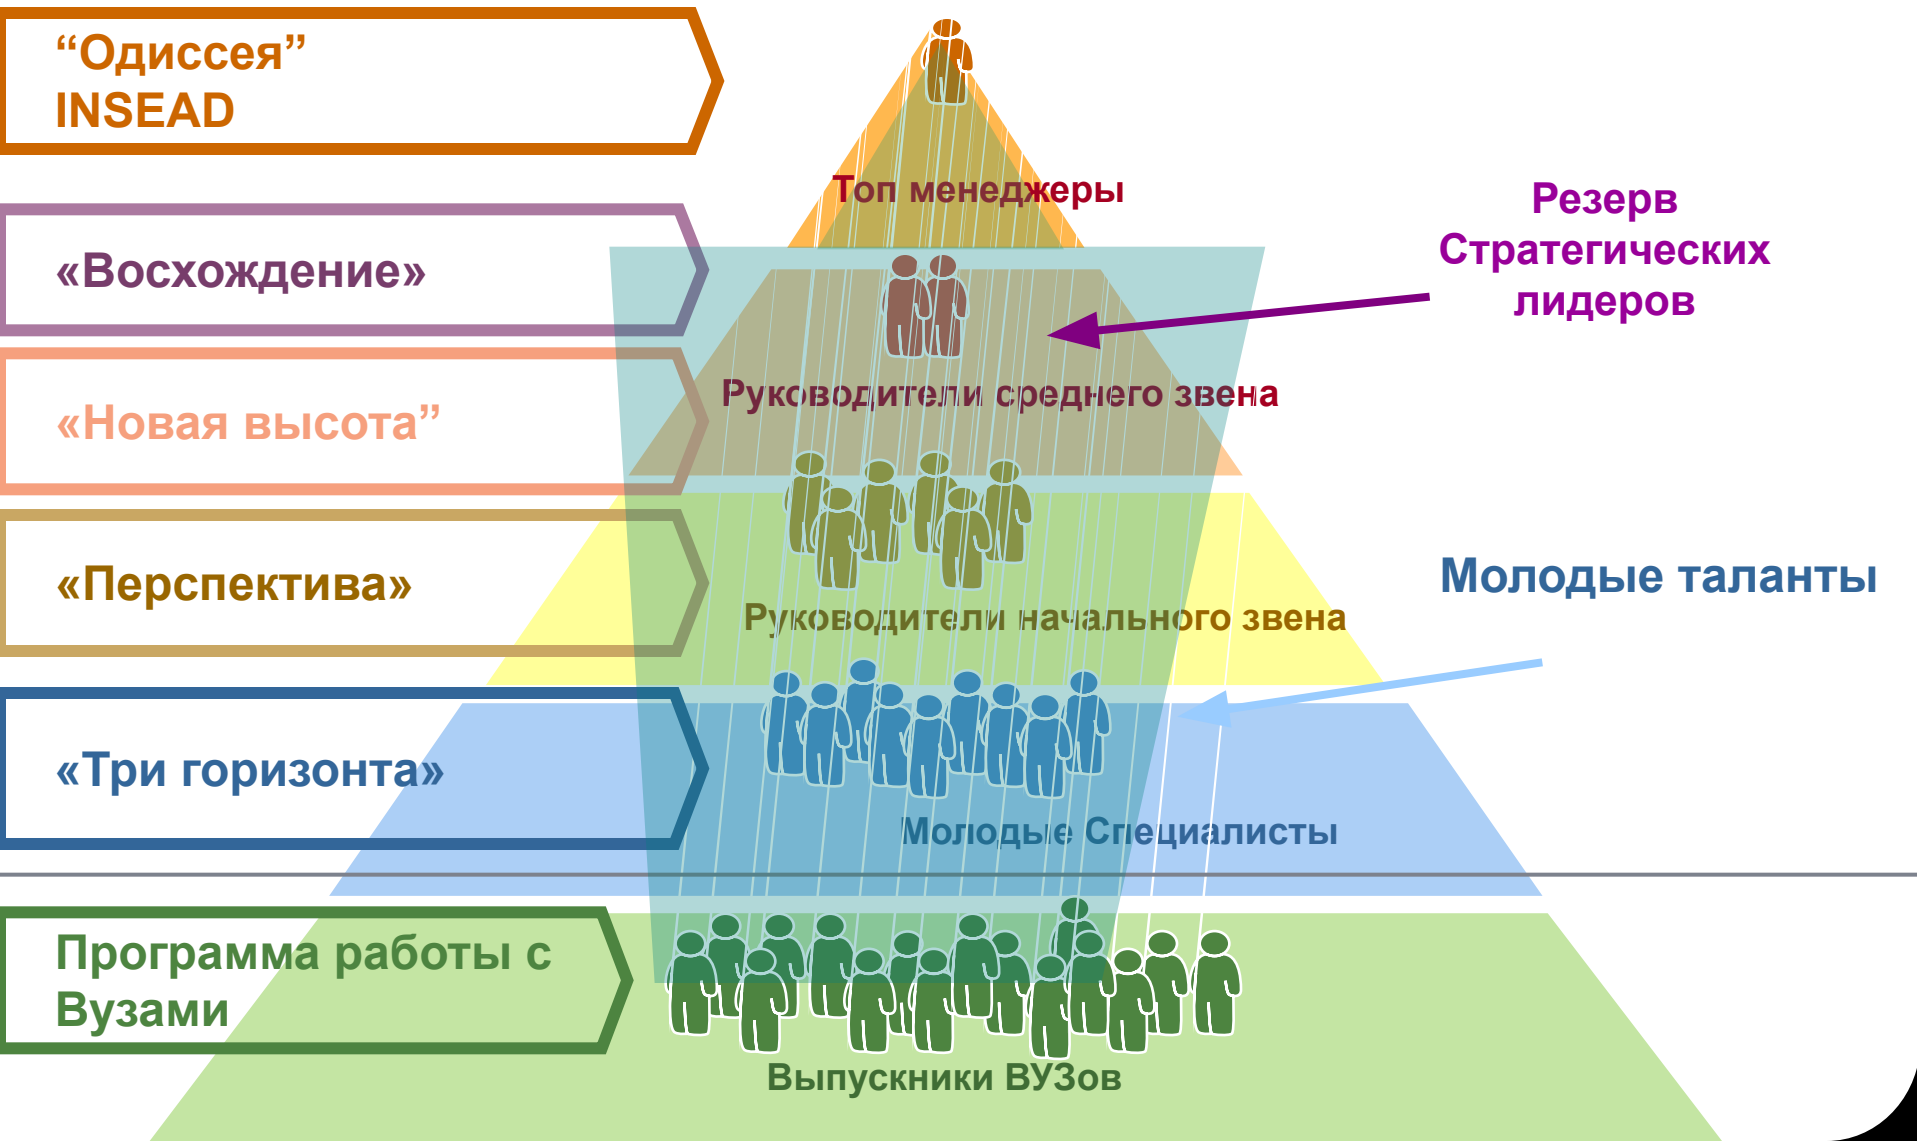 “Одиссея”
INSEAD
Топ менеджеры
Резерв
Стратегических
лидеров
«Восхождение»
Руководители среднего звена
«Новая высота”
«Перспектива»
Молодые таланты
Руководители начального звена
«Три горизонта»
Молодые Специалисты
Программа работы с
Вузами
Выпускники ВУЗов